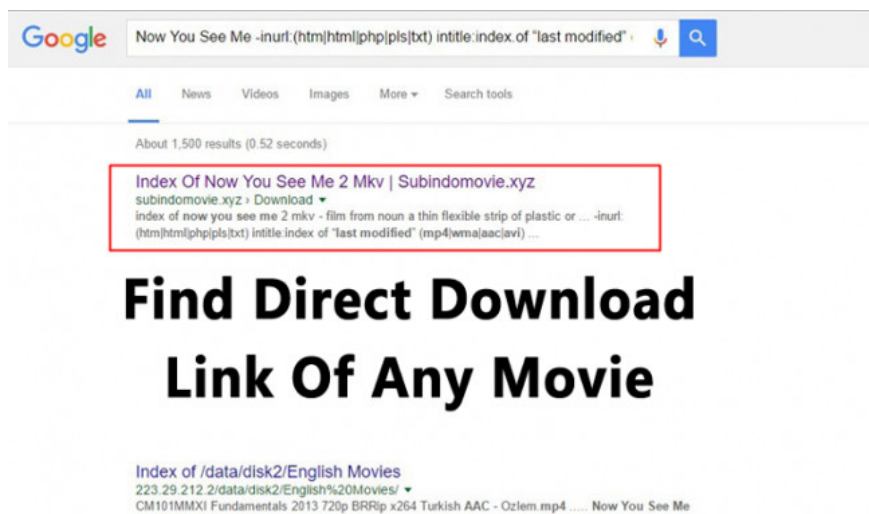 Google
Now You See Me -inurl:(htm|html|php|pls|txt) intitle:index.of “last modified”
All News Videos Images More Search tools
About 1,500 results (0.52 seconds)
Index Of Now You See Me 2 Mkv | Subindomovie.xyz
subindomovie.xyz › Download
index of now you see me 2 mkv - film from noun a thin flexible strip of plastic or ... -inurl:
(htm|html|php|pls|txt) intitle:index of "last modified" (mp4|wma|aac|avi) ...
Find Direct Download
Link Of Any Movie
Index of /data/disk2/English Movies
223.29.212.2/data/disk2/English%20Movies/
CM101MMXI Fundamentals 2013 720p BRRip x264 Turkish AAC - Ozlem.mp4 ..... Now You See Me